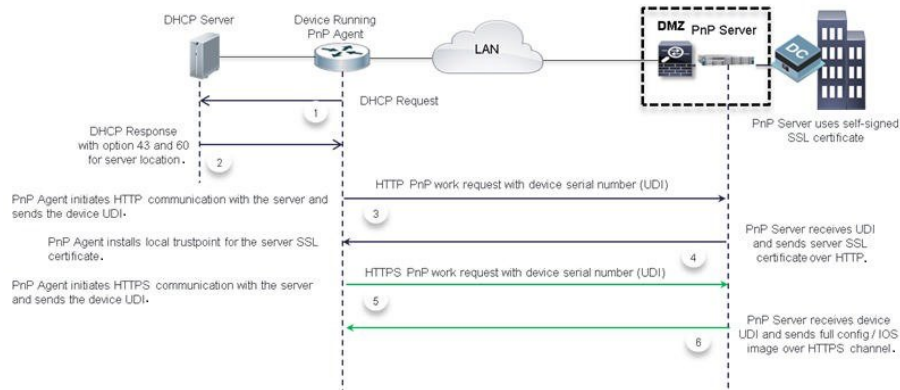 DHCP Server
Device Running
PnP Agent
LAN
DMZ
PnP Server
DC
PnP Server uses self-signed
SSL certificate
1
DHCP Request
DHCP Response
with option 43 and 60
for server location.
2
PnP Agent initiates HTTP communication with the server and
sends the device UDI.
HTTP PnP work request with device serial number (UDI)
3
PnP Agent installs local trustpoint for the server SSL
certificate.
4
PnP Server receives UDI
and sends server SSL
certificate over HTTP.
PnP Agent initiates HTTPS communication with the server
and sends the device UDI.
HTTPS PnP work request with device serial number (UDI)
5
6
PnP Server receives device
UDI and sends full config / IOS
image over HTTPS channel.